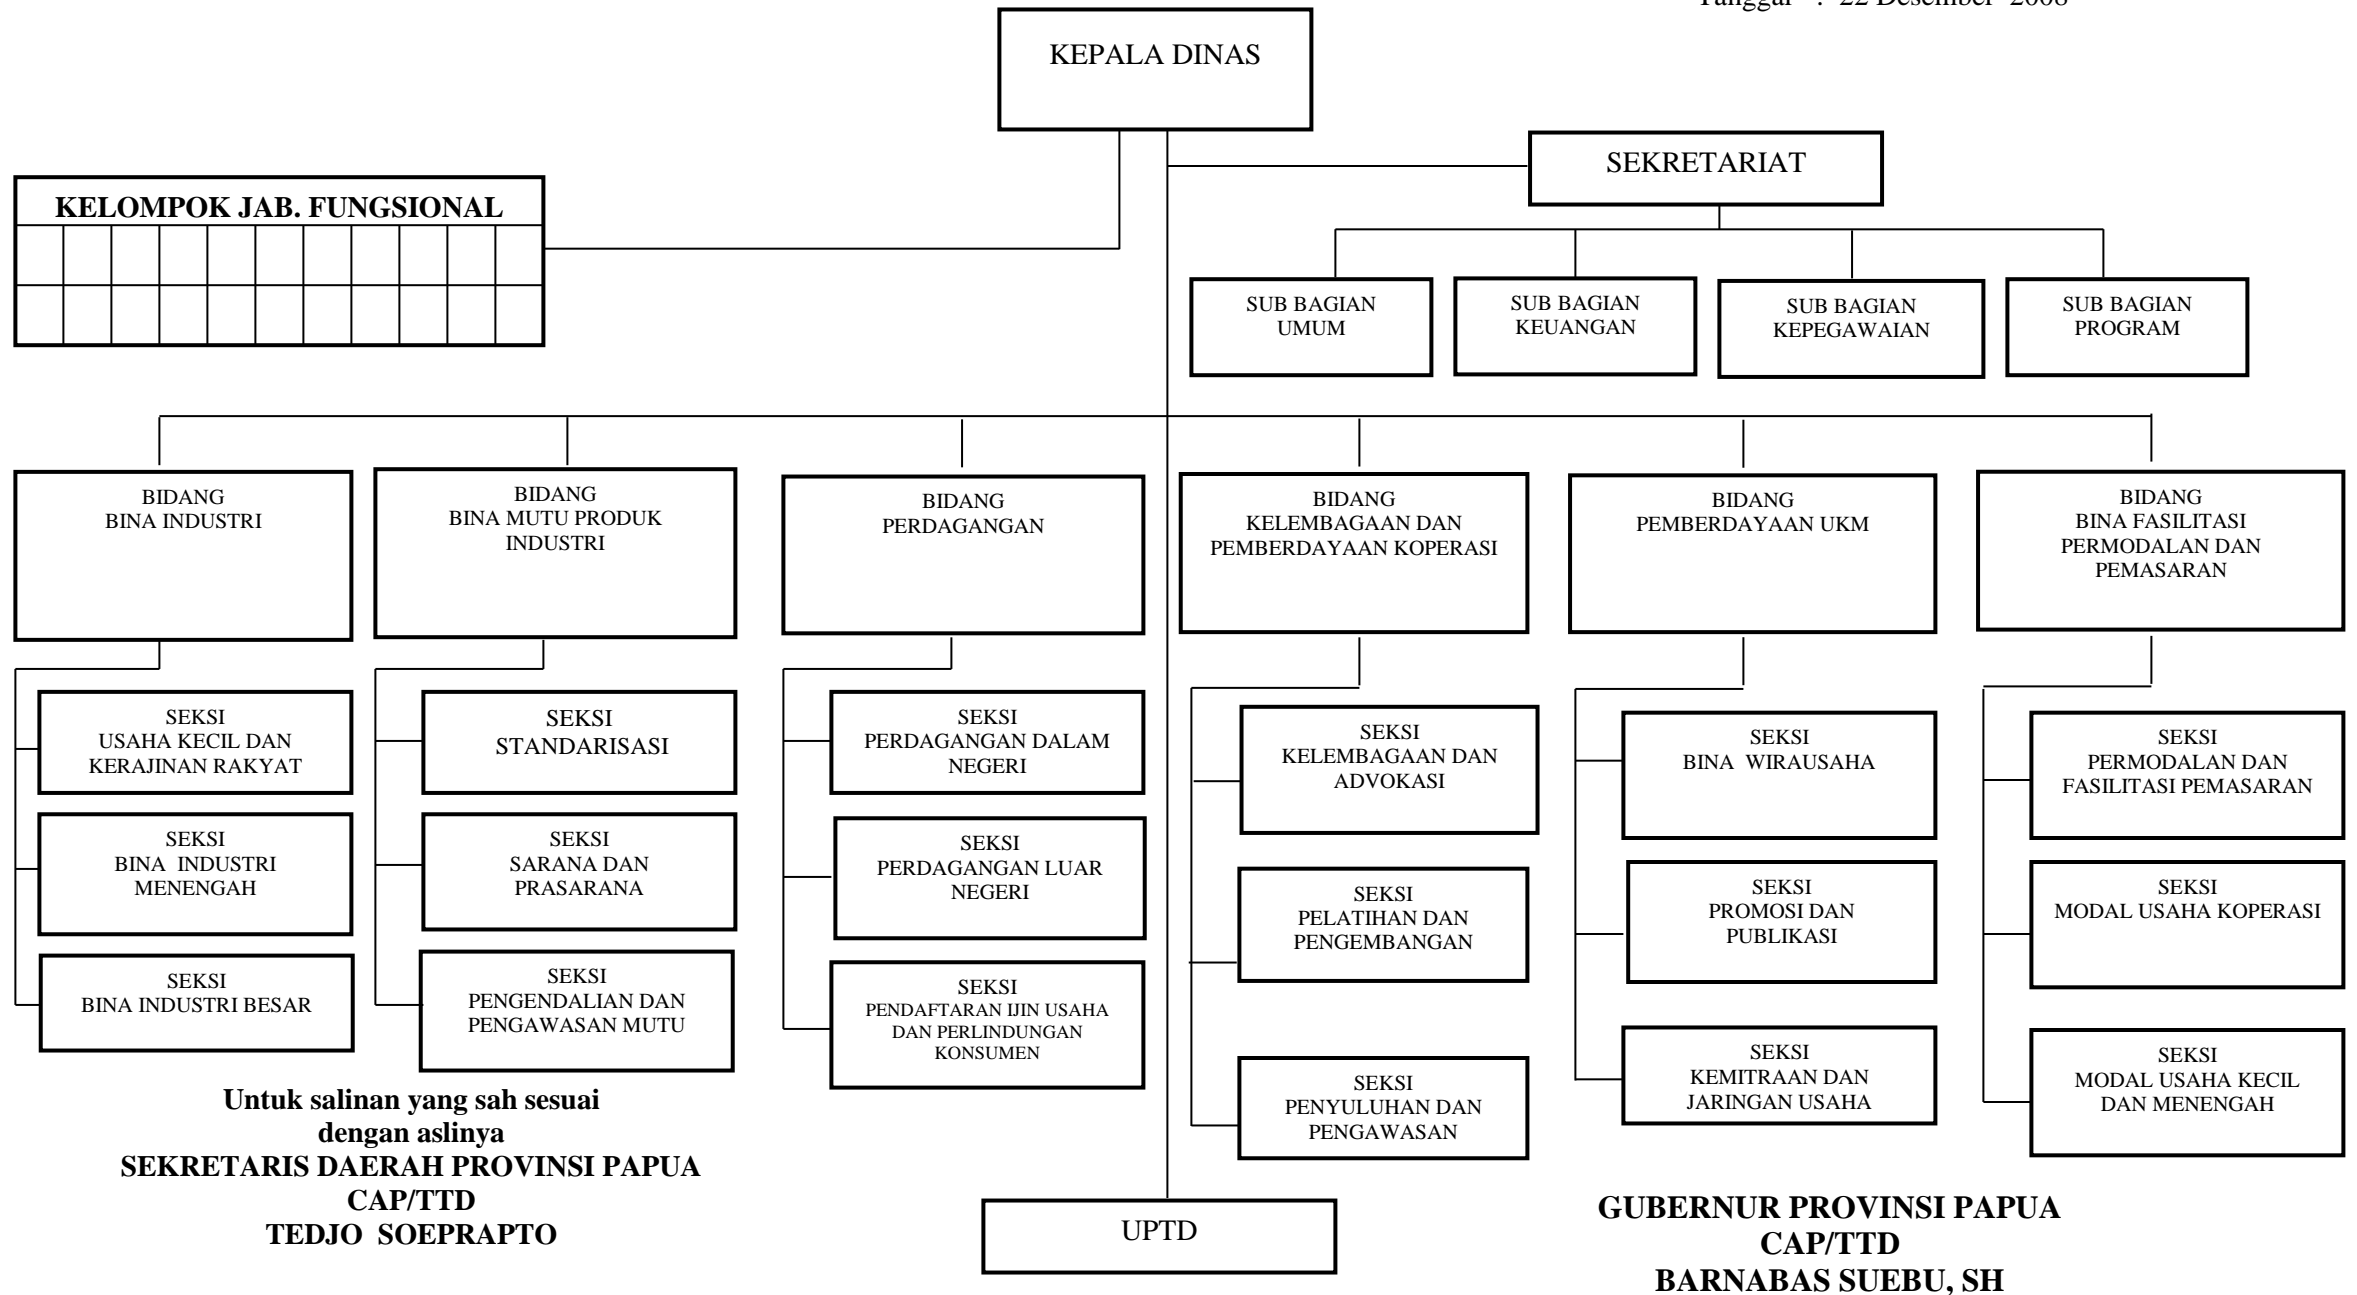 Tanggal : 22 Desember 2008
KEPALA DINAS
SEKRETARIAT
KELOMPOK JAB. FUNGSIONAL
SUB BAGIAN
UMUM
SUB BAGIAN
KEUANGAN
SUB BAGIAN
KEPEGAWAIAN
SUB BAGIAN
PROGRAM
BIDANG
BINA INDUSTRI
BIDANG
BINA MUTU PRODUK
INDUSTRI
BIDANG
PERDAGANGAN
BIDANG
KELEMBAGAAN DAN
PEMBERDAYAAN KOPERASI
BIDANG
PEMBERDAYAAN UKM
BIDANG
BINA FASILITASI
PERMODALAN DAN
PEMASARAN
SEKSI
USAHA KECIL DAN
KERAJINAN RAKYAT
SEKSI
BINA INDUSTRI
MENENGAH
SEKSI
BINA INDUSTRI BESAR
SEKSI
STANDARISASI
SEKSI
SARANA DAN
PRASARANA
SEKSI
PENGENDALIAN DAN
PENGAWASAN MUTU
SEKSI
PERDAGANGAN DALAM
NEGERI
SEKSI
PERDAGANGAN LUAR
NEGERI
SEKSI
PENDAFTARAN IJIN USAHA
DAN PERLINDUNGAN
KONSUMEN
SEKSI
KELEMBAGAAN DAN
ADVOKASI
SEKSI
PELATIHAN DAN
PENGEMBANGAN
SEKSI
PENYULUHAN DAN
PENGAWASAN
SEKSI
BINA WIRAUSAHA
SEKSI
PROMOSI DAN
PUBLIKASI
SEKSI
KEMITRAAN DAN
JARINGAN USAHA
SEKSI
PERMODALAN DAN
FASILITASI PEMASARAN
SEKSI
MODAL USAHA KOPERASI
SEKSI
MODAL USAHA KECIL
DAN MENENGAH
Untuk salinan yang sah sesuai
dengan aslinya
SEKRETARIS DAERAH PROVINSI PAPUA
CAP/TTD
TEDJO SOEPRAPTO
UPTD
GUBERNUR PROVINSI PAPUA
CAP/TTD
BARNABAS SUEBU, SH